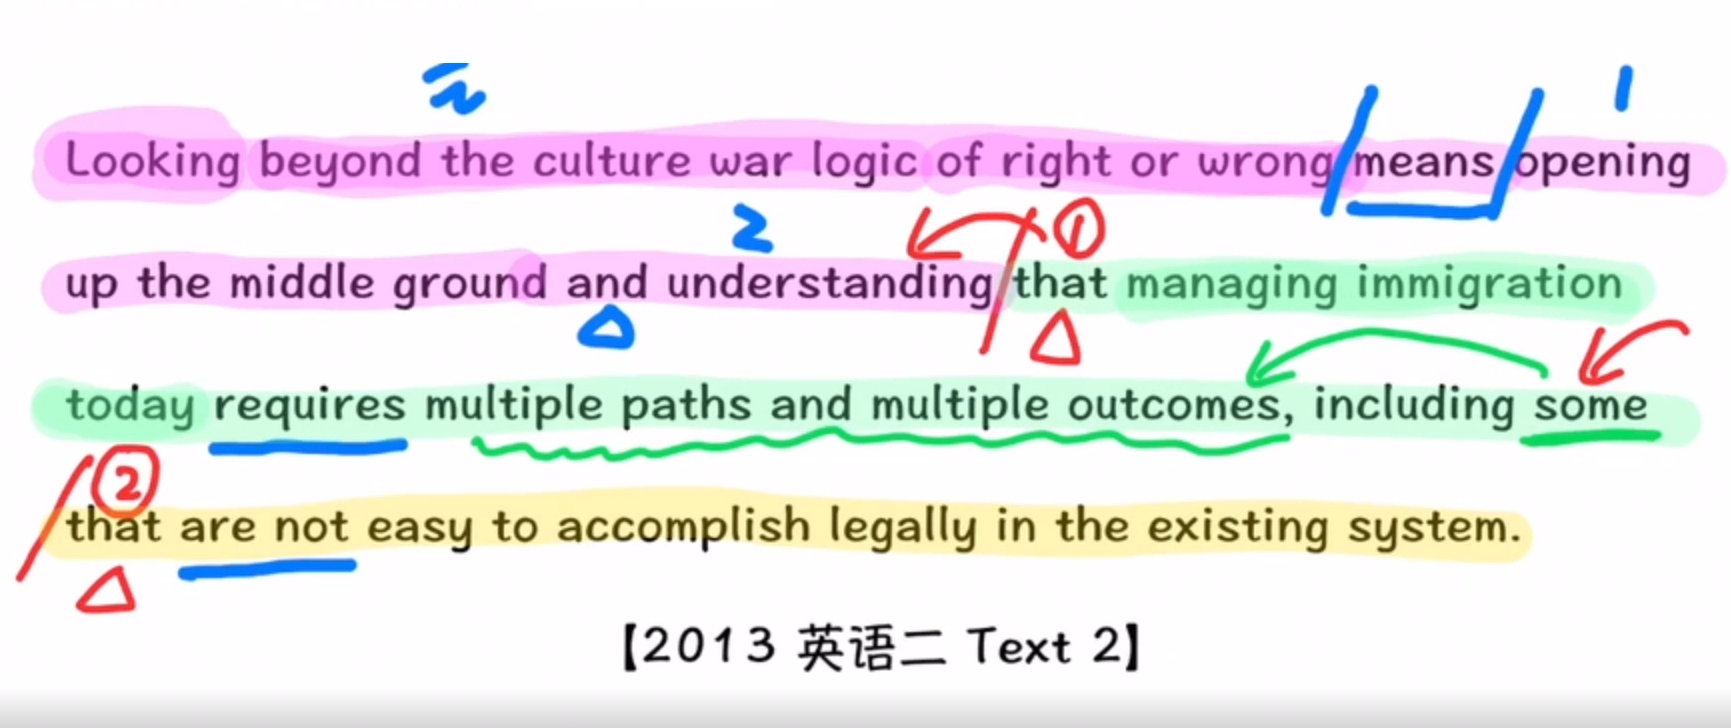 1
Looking beyond the culture war logic of right or wrong means opening
2
①
up the middle ground and understanding that managing immigration
today requires multiple paths and multiple outcomes, including some
②
that are not easy to accomplish legally in the existing system.
【2013 英语二 Text 2】